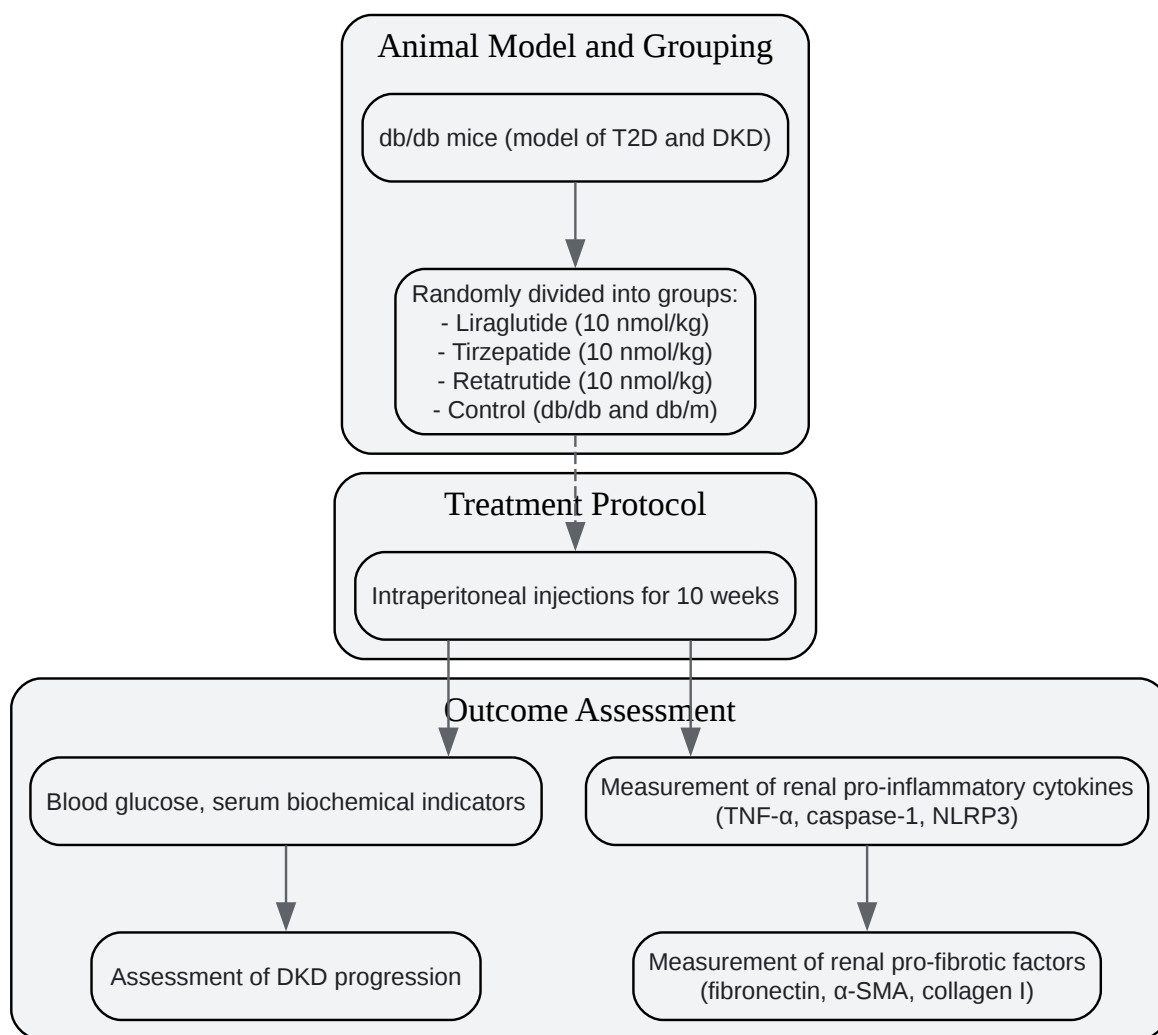 Animal Model and Grouping
db/db mice (model of T2D and DKD)
Randomly divided into groups:
- Liraglutide (10 nmol/kg)
- Tirzepatide (10 nmol/kg)
- Retatrutide (10 nmol/kg)
- Control (db/db and db/m)
Treatment Protocol
Intraperitoneal injections for 10 weeks
Outcome Assessment
Blood glucose, serum biochemical indicators
Measurement of renal pro-inflammatory cytokines
(TNF-α, caspase-1, NLRP3)
Assessment of DKD progression
Measurement of renal pro-fibrotic factors
(fibronectin, α-SMA, collagen I)